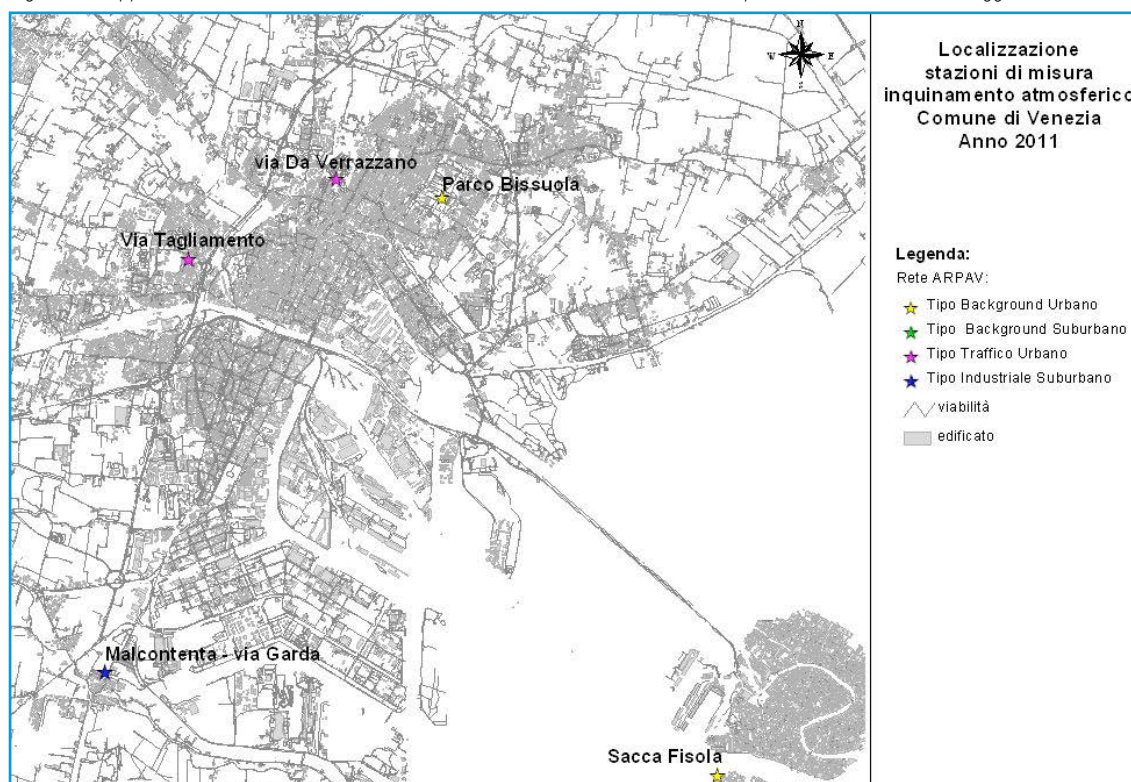 Localizzazione
stazioni di misura
inquinamento atmosferico
Comune di Venezia
Anno 2011
N
W
E
S
via Da Verrazzano
Parco Bissuola
Via Tagliamento
Malcontenta - via Garda
Sacca Fisola
Legenda:
Rete ARPAV:
Tipo Background Urbano
Tipo Background Suburbano
Tipo Traffico Urbano
Tipo Industriale Suburbano
viabilità
edificato